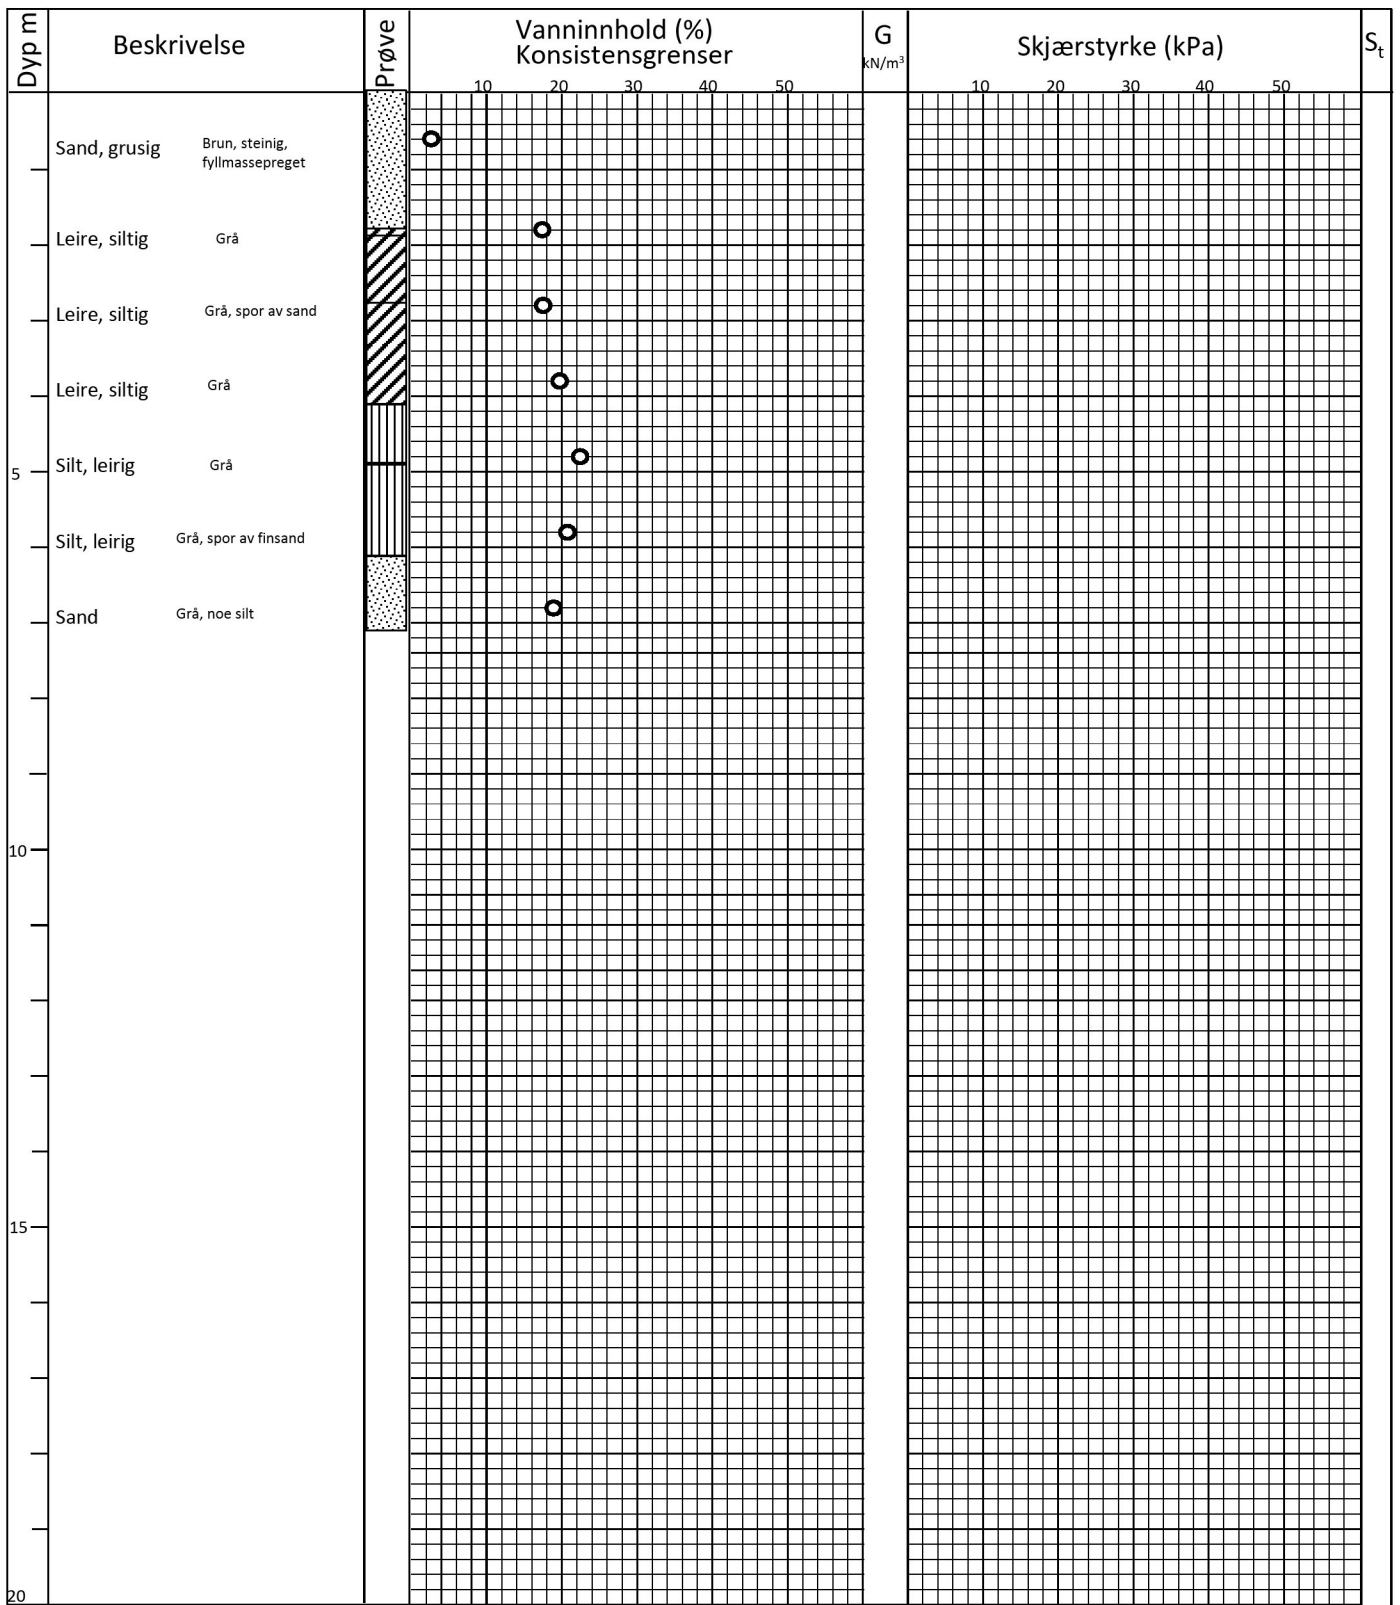 Dyp m
Beskrivelse
Prøve
Vanninnhold (%)
Konsistensgrenser
G
kN/m³
Skjærstyrke (kPa)
Sₜ
10 20 30 40 50
10 20 30 40 50
Sand, grusig Brun, steinig,
fyllmassepreget
Leire, siltig Grå
Leire, siltig Grå, spor av sand
Leire, siltig Grå
Silt, leirig Grå
5
Silt, leirig Grå, spor av finsand
Sand Grå, noe silt
10
15
20